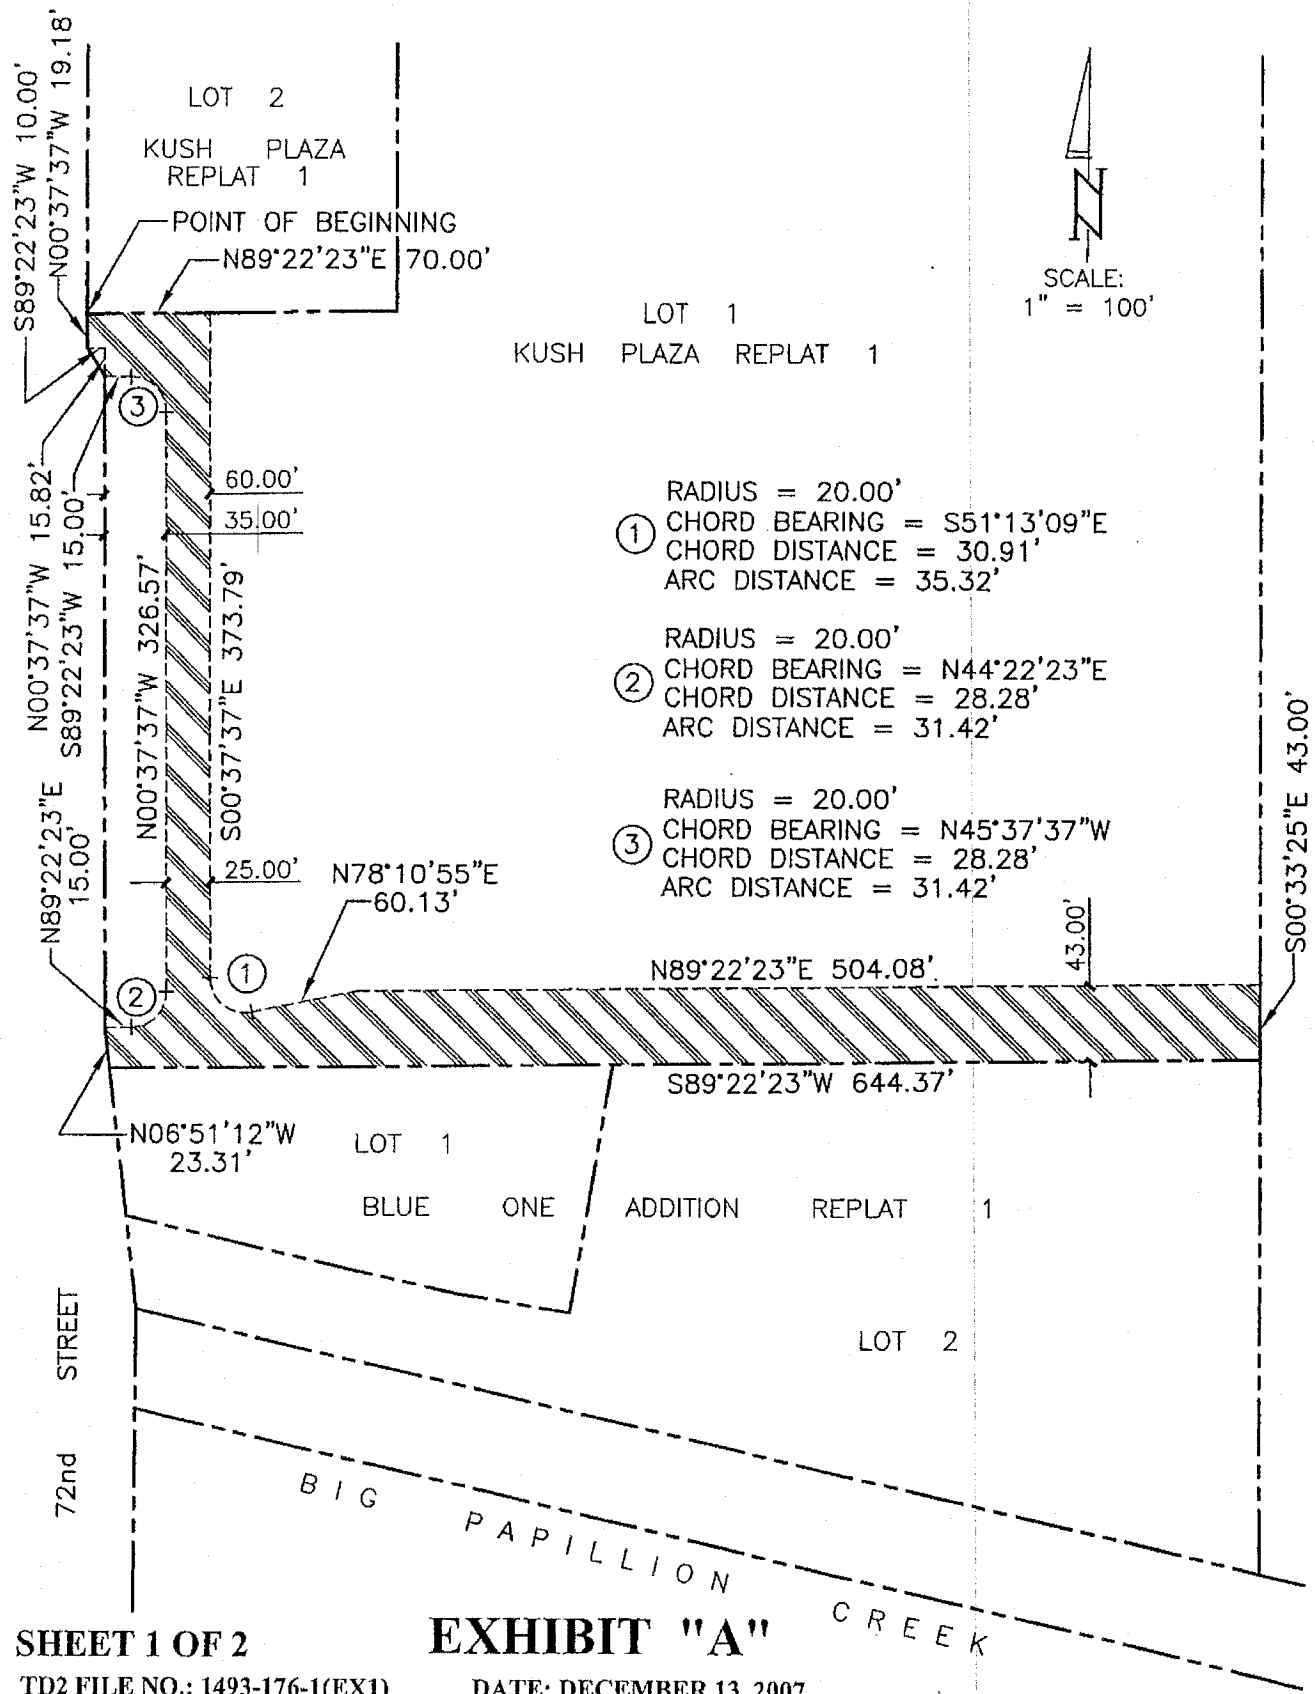 S89°22'23"W 10.00'
N00°37'37"W 19.18'
LOT 2
KUSH PLAZA
REPLAT 1
POINT OF BEGINNING
N89°22'23"E 70.00'
N
SCALE:
1" = 100'
LOT 1
KUSH PLAZA REPLAT 1
3
N00°37'37"W 15.82'
S89°22'23"W 15.00'
60.00'
35.00'
N00°37'37"W 326.57'
S00°37'37"E 373.79'
RADIUS = 20.00'
1 CHORD BEARING = S51°13'09"E
CHORD DISTANCE = 30.91'
ARC DISTANCE = 35.32'
RADIUS = 20.00'
2 CHORD BEARING = N44°22'23"E
CHORD DISTANCE = 28.28'
ARC DISTANCE = 31.42'
RADIUS = 20.00'
3 CHORD BEARING = N45°37'37"W
CHORD DISTANCE = 28.28'
ARC DISTANCE = 31.42'
S00°33'25"E 43.00'
N89°22'23"E
15.00'
25.00'
N78°10'55"E
60.13'
43.00'
1
2
N89°22'23"E 504.08'
S89°22'23"W 644.37'
N06°51'12"W
23.31'
LOT 1
BLUE ONE ADDITION REPLAT 1
LOT 2
72nd STREET
BIG PAPILLION CREEK
SHEET 1 OF 2
EXHIBIT "A"
TD2 FILE NO.: 1493-176-1(EX1)
DATE: DECEMBER 13, 2007